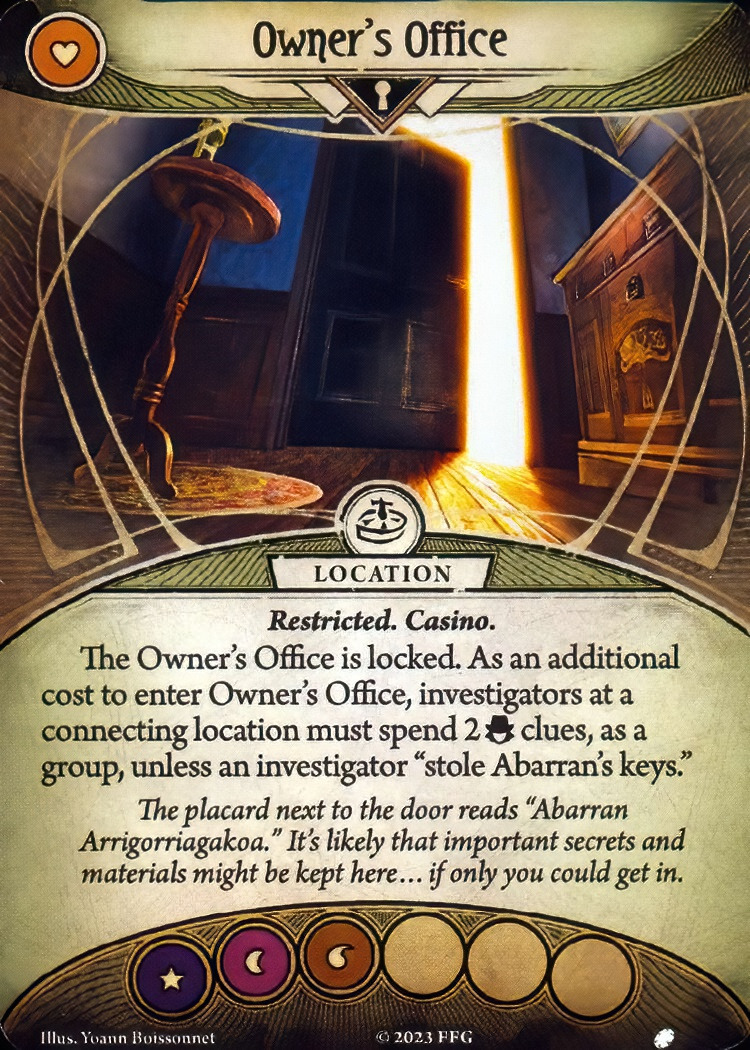 Owner's Office
LOCATION
Restricted. Casino.
The Owner's Office is locked. As an additional
cost to enter Owner's Office, investigators at a
connecting location must spend 2 clues, as a
group, unless an investigator “stole Abarran's keys.”
The placard next to the door reads “Abarran
Arrigorriagakoa.” It's likely that important secrets and
materials might be kept here… if only you could get in.
Illus. Yoann Boissonnet
© 2023 FFG